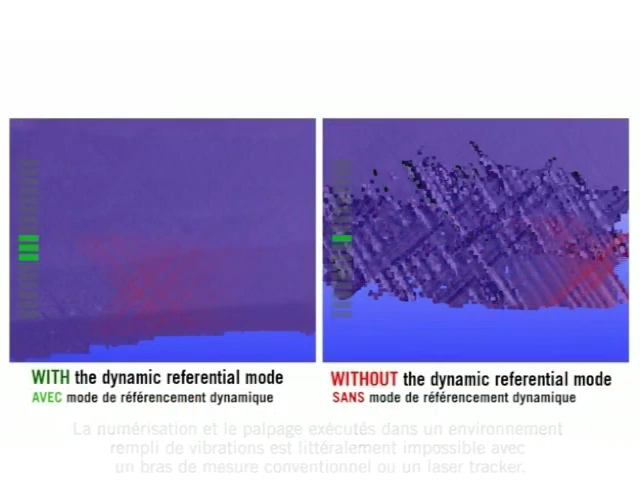 WITH the dynamic referential mode
AVEC mode de référencement dynamique
WITHOUT the dynamic referential mode
SANS mode de référencement dynamique
La numérisation et le palpage exécutés dans un environnement
rempli de vibrations est littéralement impossible avec
un bras de mesure conventionnel ou un laser tracker.